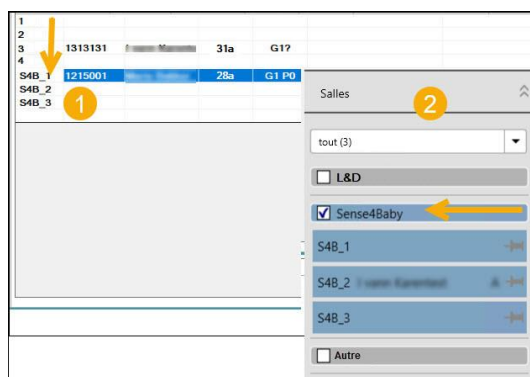 1
2
3 1313131 31a G1?
4
S4B_1 1215001 28a G1 P0
S4B_2
S4B_3
1
Salles
2
tout (3)
L&D
Sense4Baby
S4B_1
S4B_2 A
S4B_3
Autre